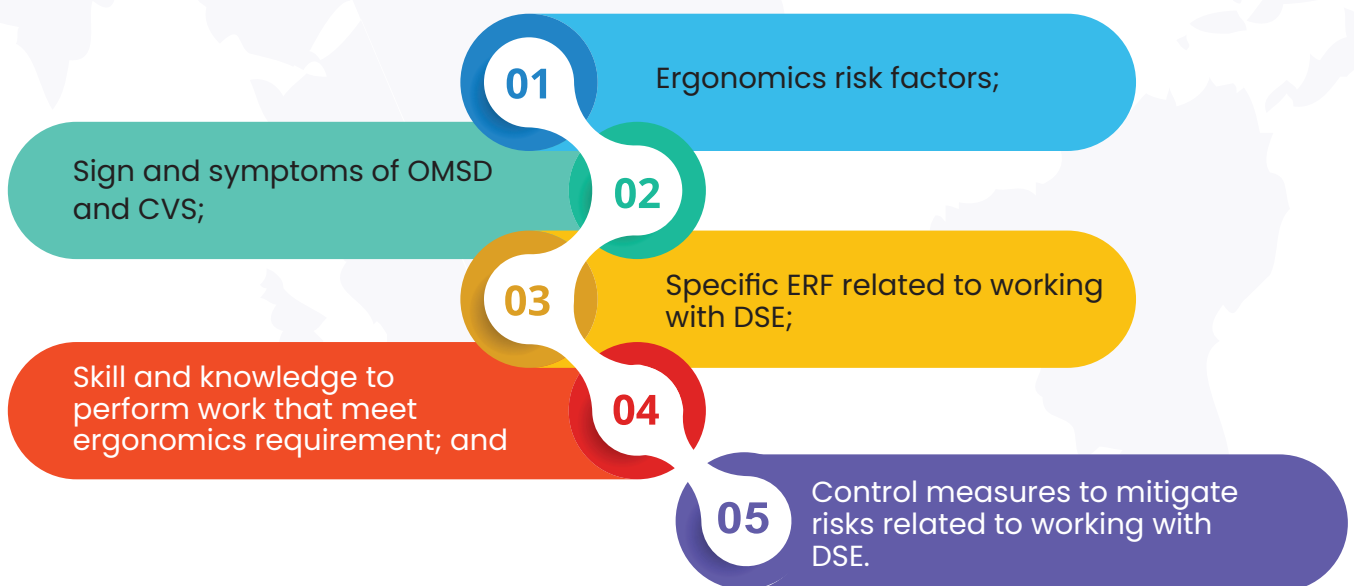 01
Ergonomics risk factors;
Sign and symptoms of OMSD
and CVS;
02
03
Specific ERF related to working
with DSE;
Skill and knowledge to
perform work that meet
ergonomics requirement; and
04
05
Control measures to mitigate
risks related to working with
DSE.